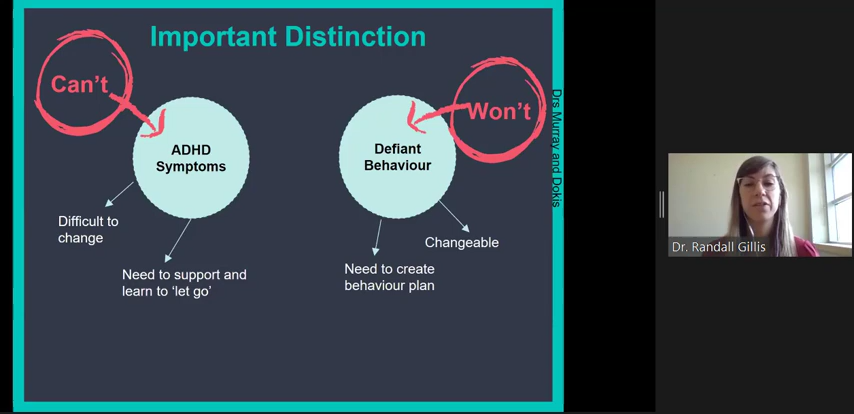 Important Distinction
Can't
Won't
ADHD
Symptoms
Defiant
Behaviour
Difficult to
change
Need to support and
learn to 'let go'
Changeable
Need to create
behaviour plan
Drs Murray and Dokis
Dr. Randall Gillis